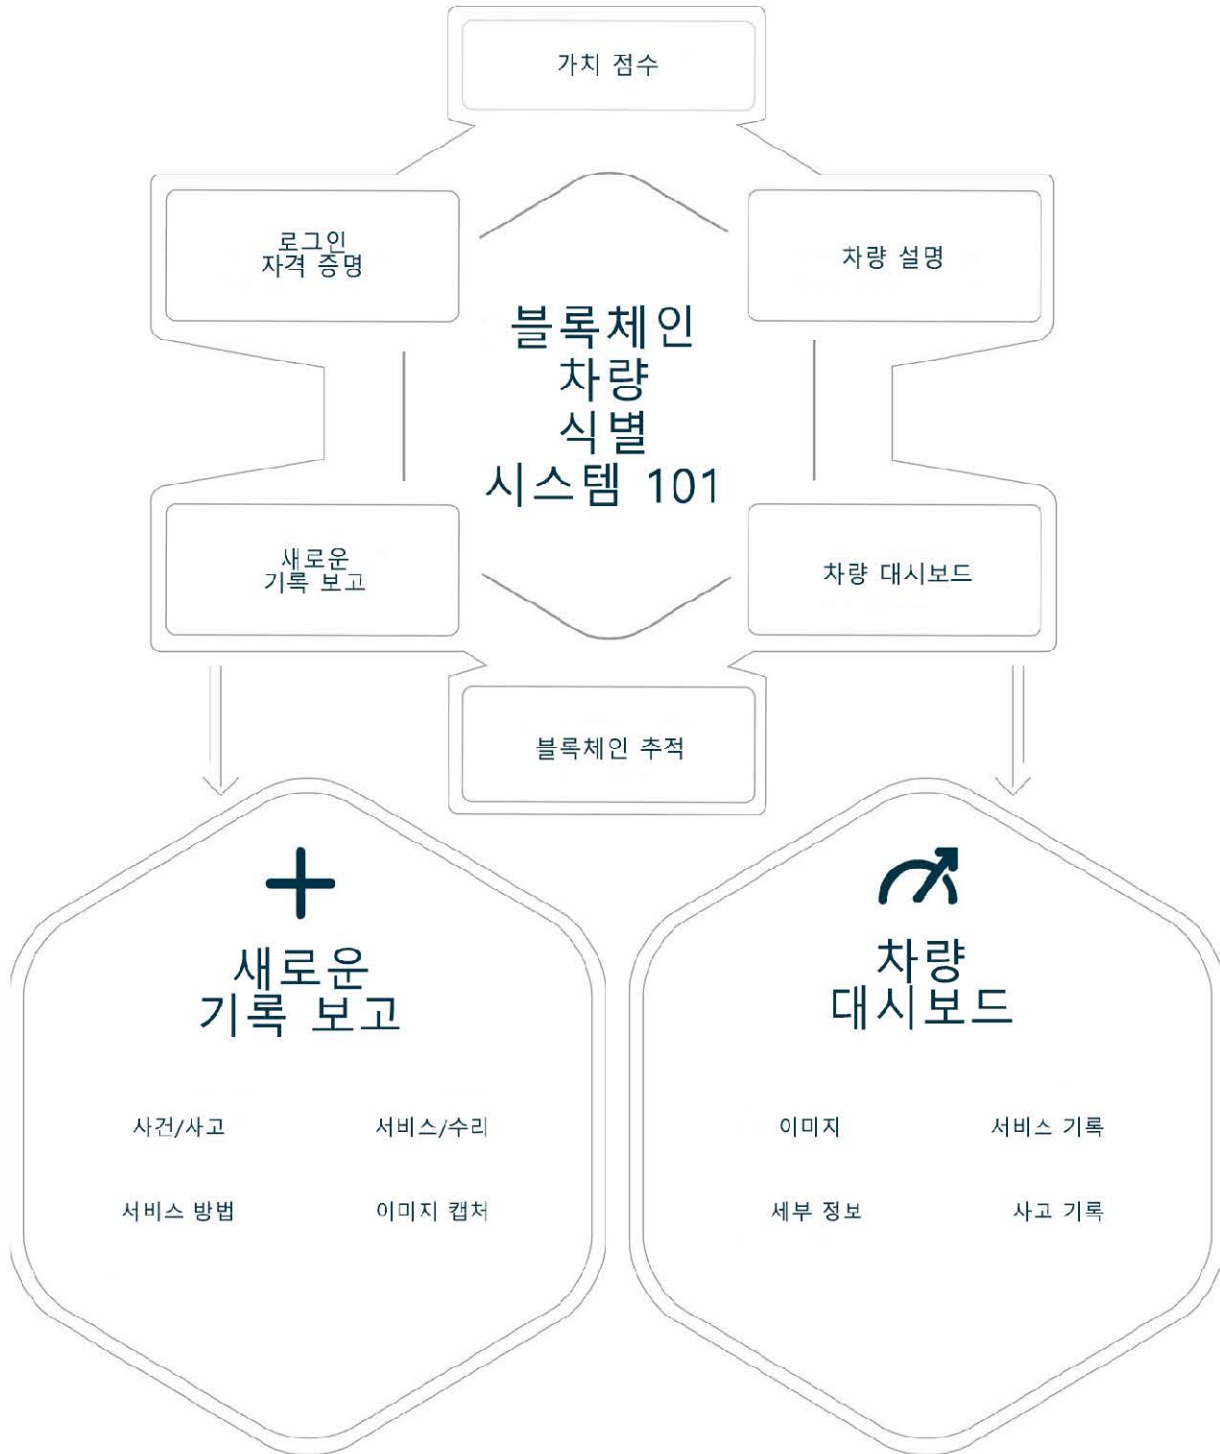 가치 점수
로그인
자격 증명
차량 설명
블록체인
차량
식별
시스템 101
새로운
기록 보고
차량 대시보드
블록체인 추적
새로운
기록 보고
사건/사고
서비스/수리
서비스 방법
이미지 캡처
차량
대시보드
이미지
서비스 기록
세부 정보
사고 기록